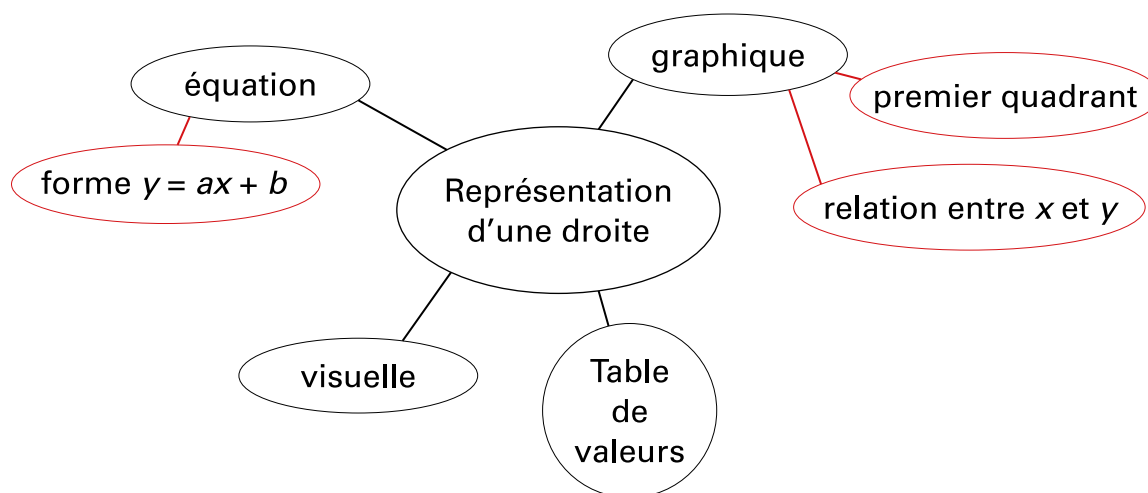 équation
graphique
premier quadrant
forme y = ax + b
Représentation
d'une droite
relation entre x et y
visuelle
Table
de
valeurs